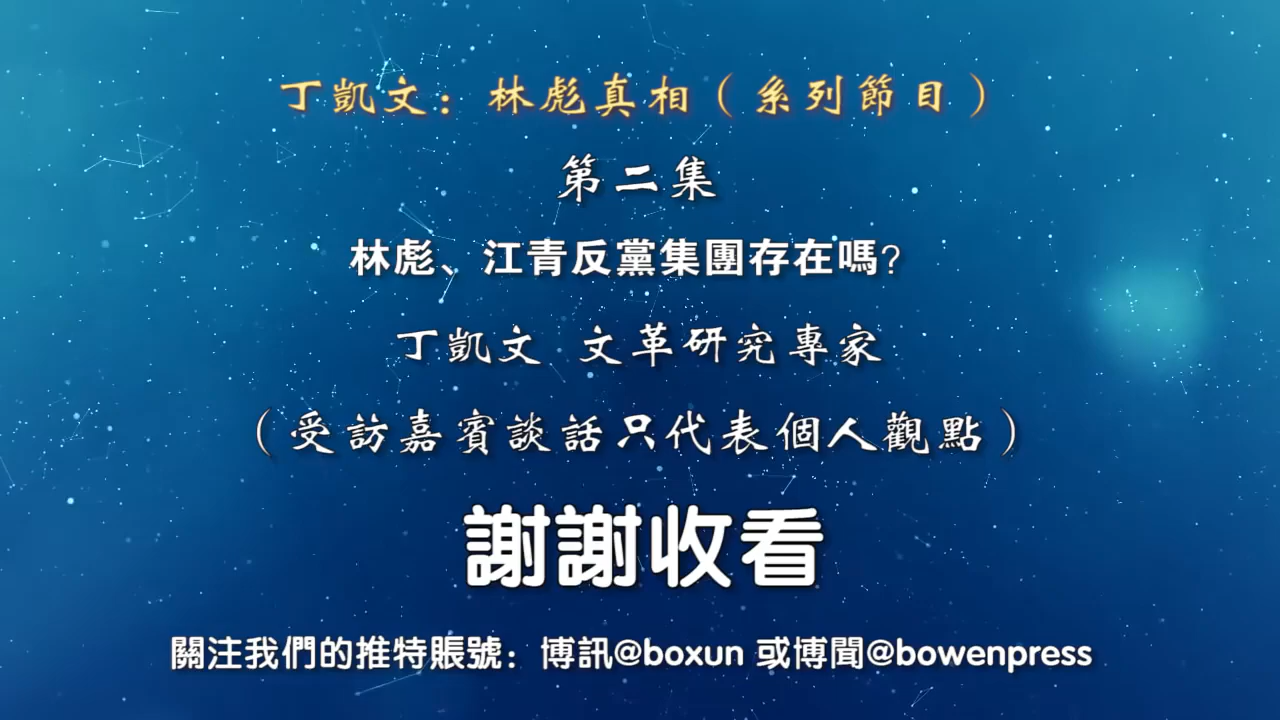 丁凱文：林彪真相（系列節目）
第二集
林彪、江青反黨集團存在嗎?
丁凱文 文革研究專家
（受訪嘉賓談話只代表個人觀點）
謝謝收看
關注我們的推特賬號：博訊@boxun 或博聞@bowenpress